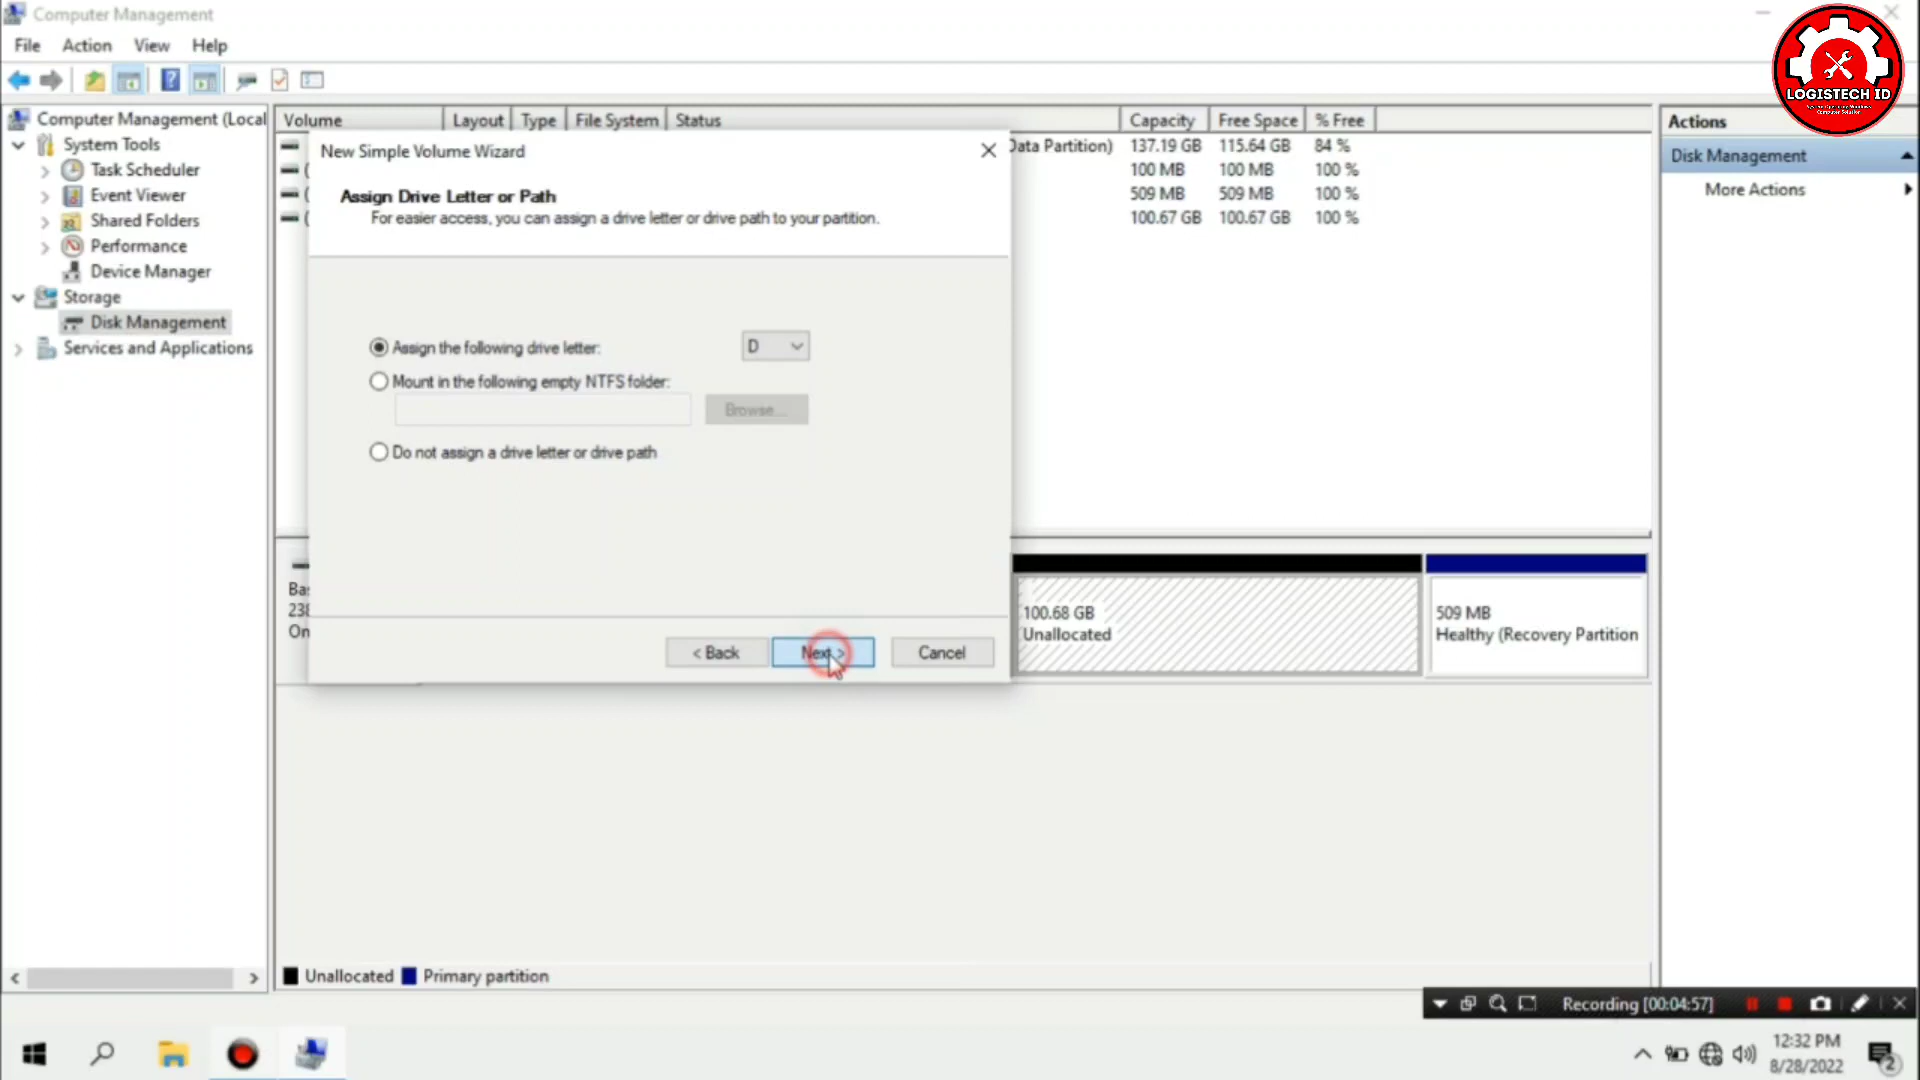 Computer Management
File Action View Help
LOGISTECH ID
Computer Management (Local
System Tools
Task Scheduler
Event Viewer
Shared Folders
Performance
Device Manager
Storage
Disk Management
Services and Applications
Volume Layout Type File System Status Capacity Free Space % Free
Data Partition) 137.19 GB 115.64 GB 84 %
100 MB 100 MB 100 %
509 MB 509 MB 100 %
100.67 GB 100.67 GB 100 %
New Simple Volume Wizard
Assign Drive Letter or Path
For easier access, you can assign a drive letter or drive path to your partition.
Assign the following drive letter: D
Mount in the following empty NTFS folder:
Browse...
Do not assign a drive letter or drive path
< Back Next > Cancel
Bas
238
On
100.68 GB
Unallocated
509 MB
Healthy (Recovery Partition
Unallocated Primary partition
Actions
Disk Management
More Actions
Recording [00:04:57]
12:32 PM
8/28/2022
2